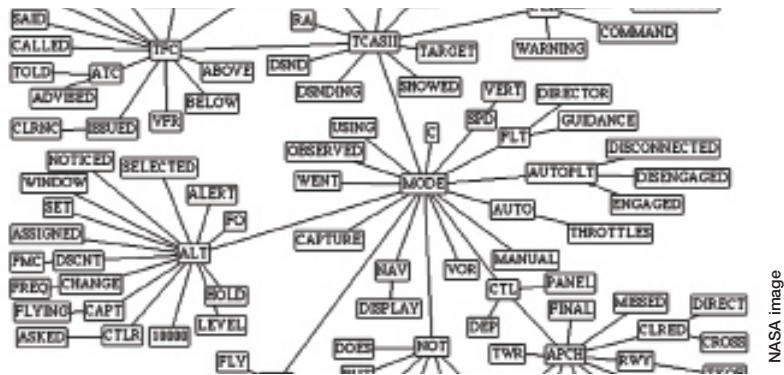 SAID
RA
COMMAND
CALLED
TFC
TCASII
TARGET
WARNING
TOLD
ATC
ABOVE
DSND
ADVISED
BELOW
DSNDING
SHOWED
VERT
DIRECTOR
CLRNC
ISSUED
VFR
USING
C
SPD
FLT
GUIDANCE
NOTICED
SELECTED
OBSERVED
DISCONNECTED
WINDOW
ALERT
WENT
MODE
AUTOPLT
DISENGAGED
SET
FO
AUTO
ENGAGED
ASSIGNED
CAPTURE
THROTTLES
ALT
FMC
DSCNT
NAV
VOR
MANUAL
FREQ
CHANGE
HOLD
CTL
PANEL
FLYING
CAPT
DISPLAY
FINAL
MISSED
DIRECT
ASKED
CTLR
10000
LEVEL
DEP
CLRED
CROSS
FLY
DOES
NOT
TWR
APCH
RWY
NASA image